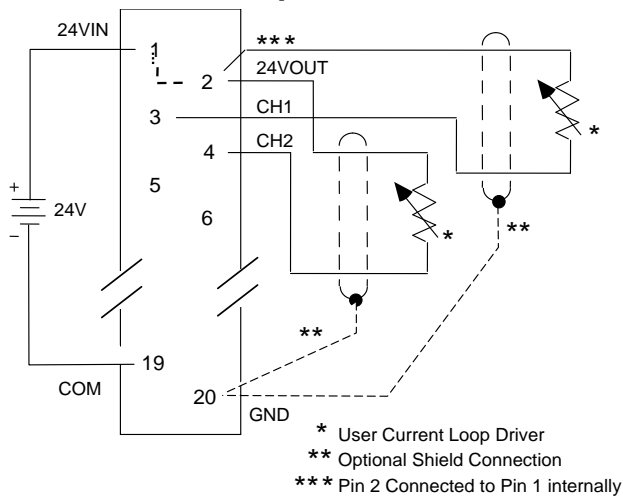 24VIN
1
***
2
24VOUT
3
CH1
4
CH2
*
5
+
24V
6
**
*
−
**
19
COM
20
GND
* User Current Loop Driver
** Optional Shield Connection
*** Pin 2 Connected to Pin 1 internally